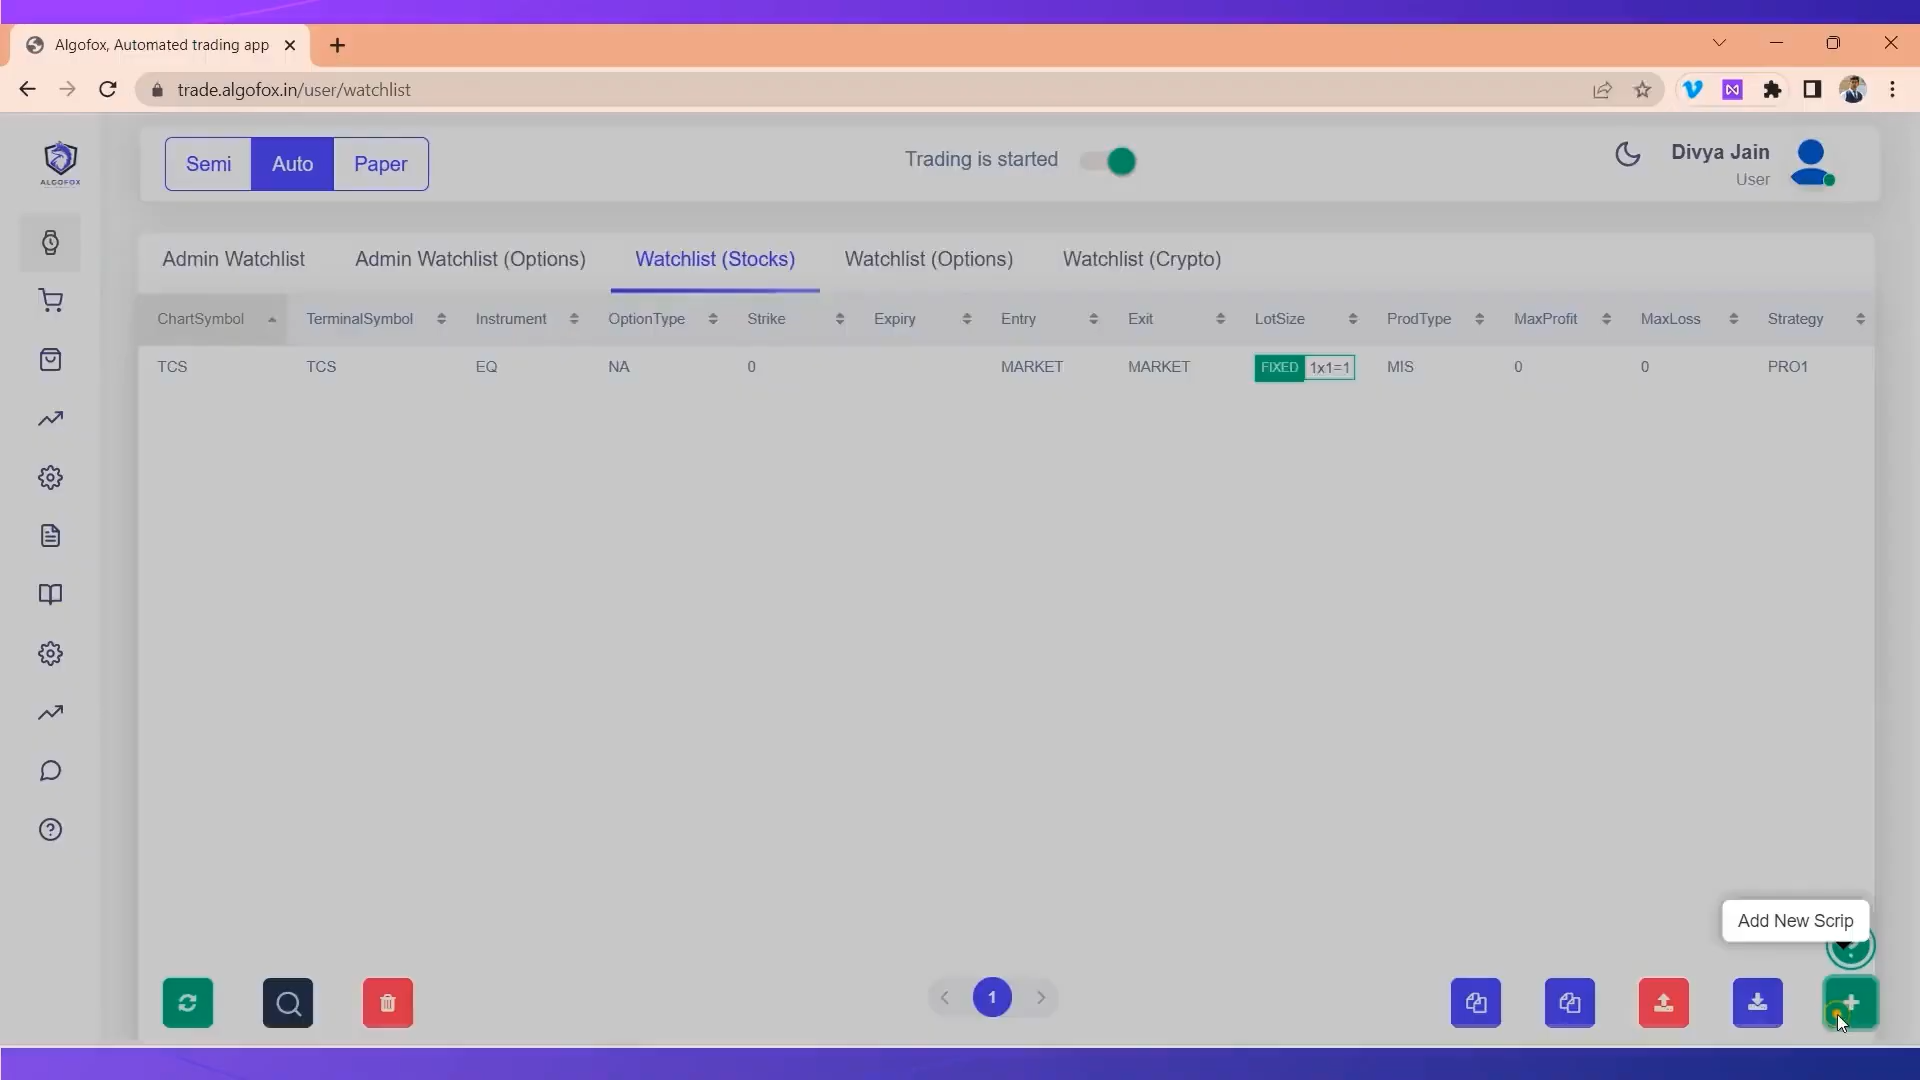 Algofox, Automated trading app
trade.algofox.in/user/watchlist
ALGOFOX
Semi Auto Paper
Trading is started
Divya Jain
User
Admin Watchlist Admin Watchlist (Options) Watchlist (Stocks) Watchlist (Options) Watchlist (Crypto)
ChartSymbol TerminalSymbol Instrument OptionType Strike Expiry Entry Exit LotSize ProdType MaxProfit MaxLoss Strategy
TCS TCS EQ NA 0 MARKET MARKET FIXED 1x1=1 MIS 0 0 PRO1
Add New Scrip
1